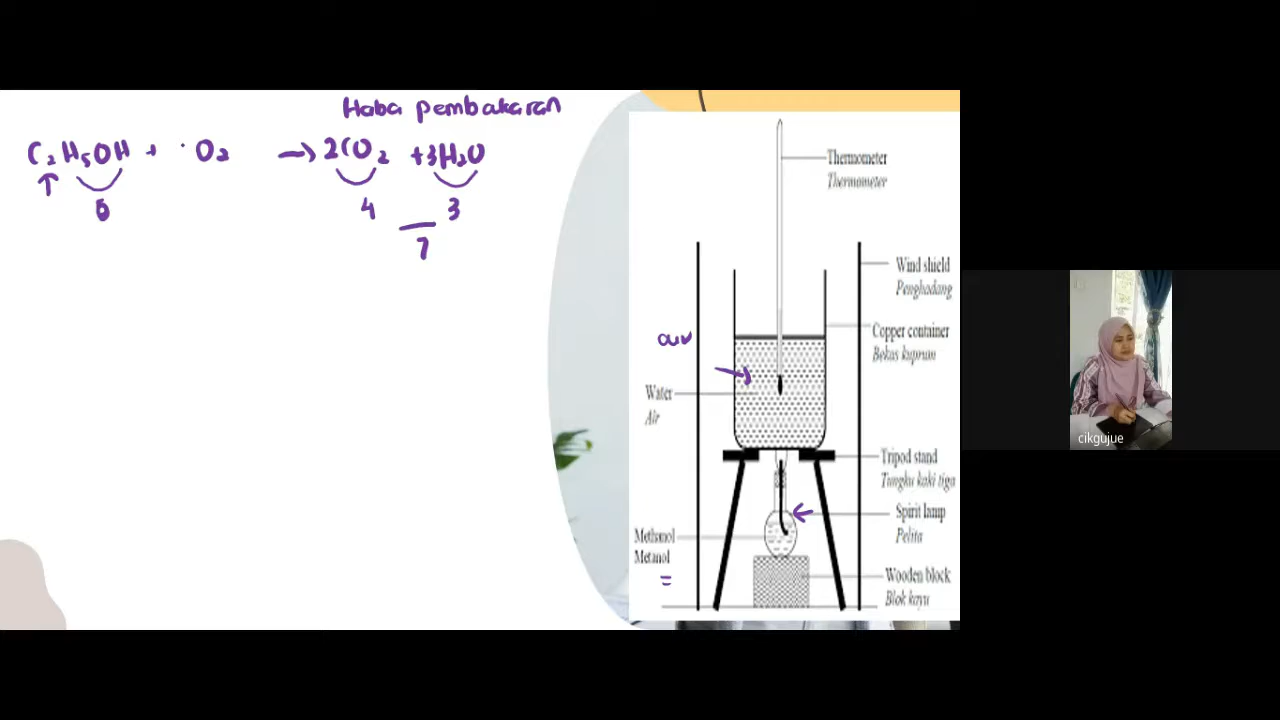 Haba pembakaran
C₂H₅OH + O₂ → 2CO₂ + 3H₂O
6
4
3
7
Thermometer
Thermometer
Wind shield
Penghadang
Copper container
Bekas kuprum
Water
Air
Tripod stand
Tungku kaki tiga
Spirit lamp
Pelita
Methanol
Metanol
=
Wooden block
Blok kayu
cikgujue